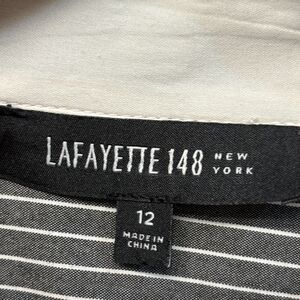 LAFAYETTE 148 NEW YORK
12
MADE IN
CHINA